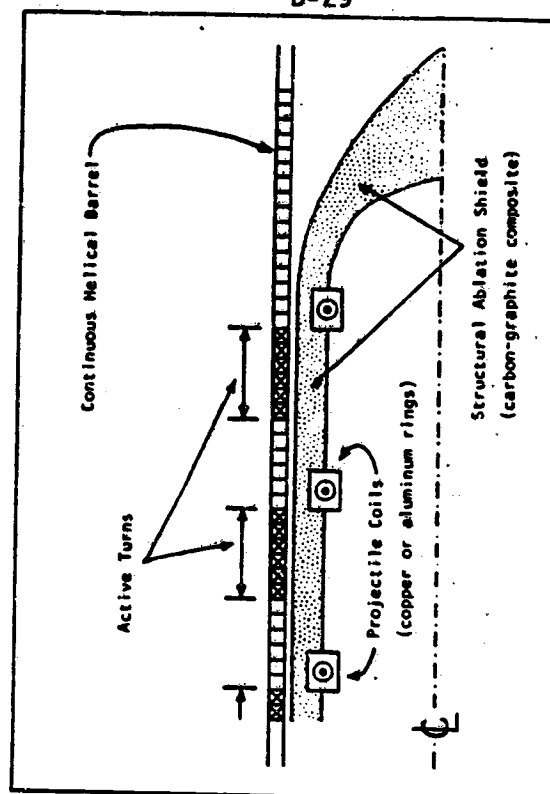 Continuous Helical Barrel
Active Turns
Projectile Coils
(copper or aluminum rings)
Structural Ablation Shield
(carbon-graphite composite)